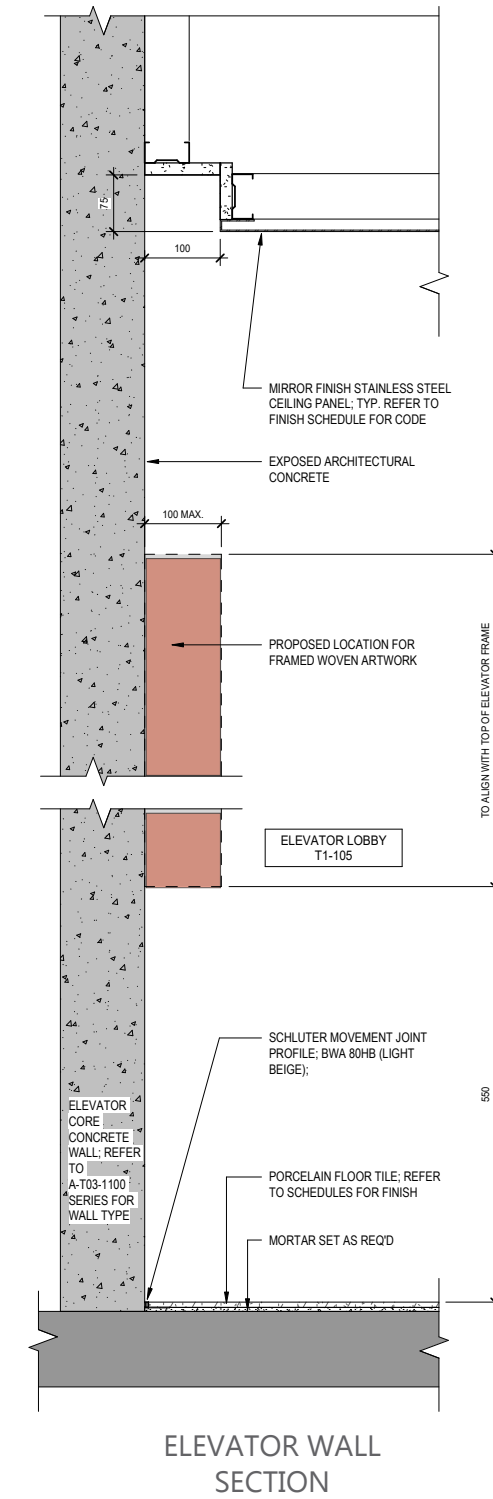 75
100
MIRROR FINISH STAINLESS STEEL
CEILING PANEL; TYP. REFER TO
FINISH SCHEDULE FOR CODE
EXPOSED ARCHITECTURAL
CONCRETE
100 MAX.
PROPOSED LOCATION FOR
FRAMED WOVEN ARTWORK
TO ALIGN WITH TOP OF ELEVATOR FRAME
ELEVATOR LOBBY
T1-105
SCHLUTER MOVEMENT JOINT
PROFILE; BWA 80HB (LIGHT
BEIGE);
550
ELEVATOR
CORE
CONCRETE
WALL; REFER
TO
A-T03-1100
SERIES FOR
WALL TYPE
PORCELAIN FLOOR TILE; REFER
TO SCHEDULES FOR FINISH
MORTAR SET AS REQ'D
ELEVATOR WALL
SECTION